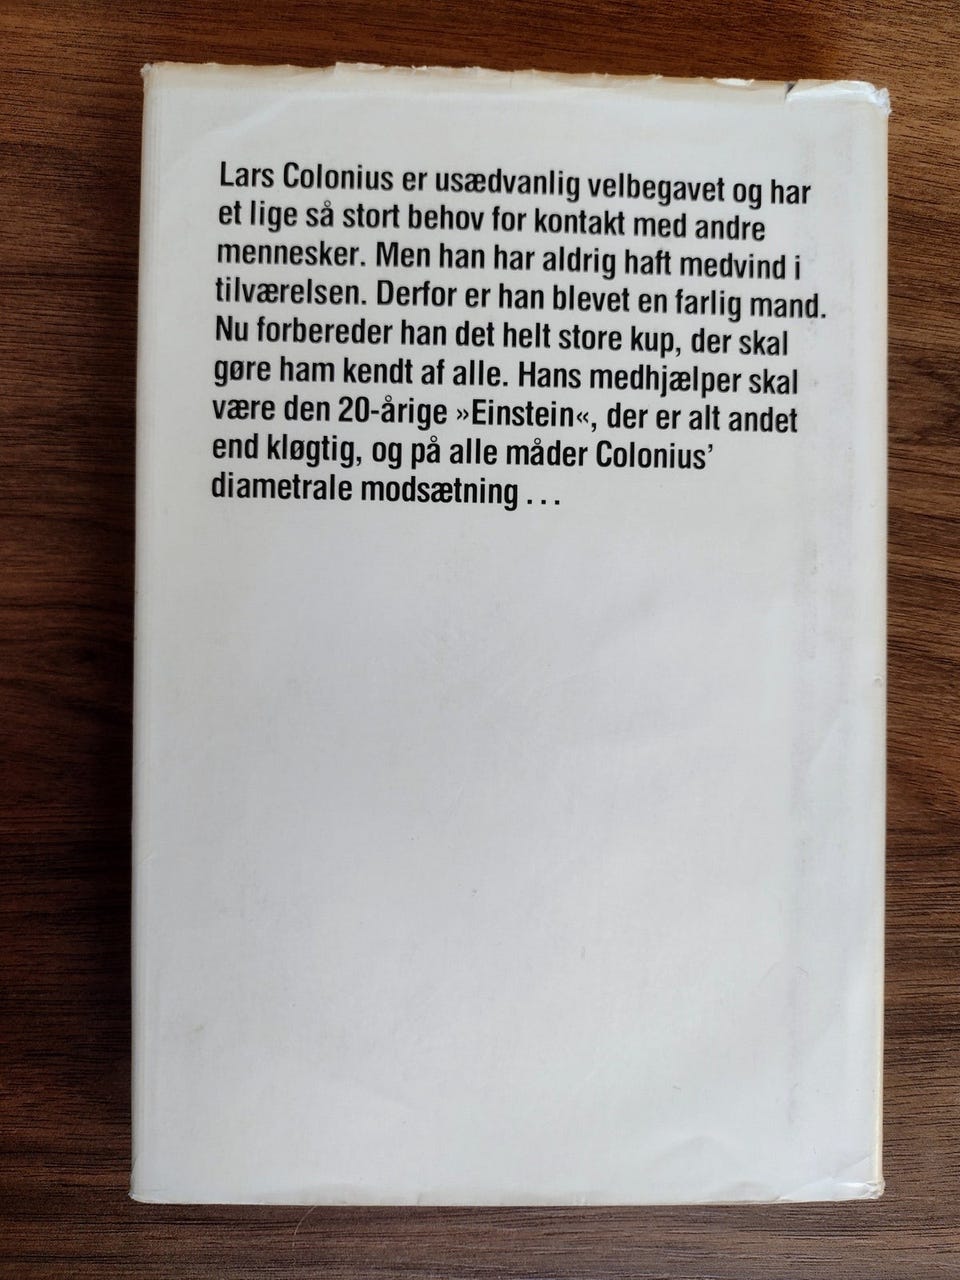 Lars Colonius er usædvanlig velbegavet og har
et lige så stort behov for kontakt med andre
mennesker. Men han har aldrig haft medvind i
tilværelsen. Derfor er han blevet en farlig mand.
Nu forbereder han det helt store kup, der skal
gøre ham kendt af alle. Hans medhjælper skal
være den 20-årige »Einstein«, der er alt andet
end kløgtig, og på alle måder Colonius’
diametrale modsætning . . .